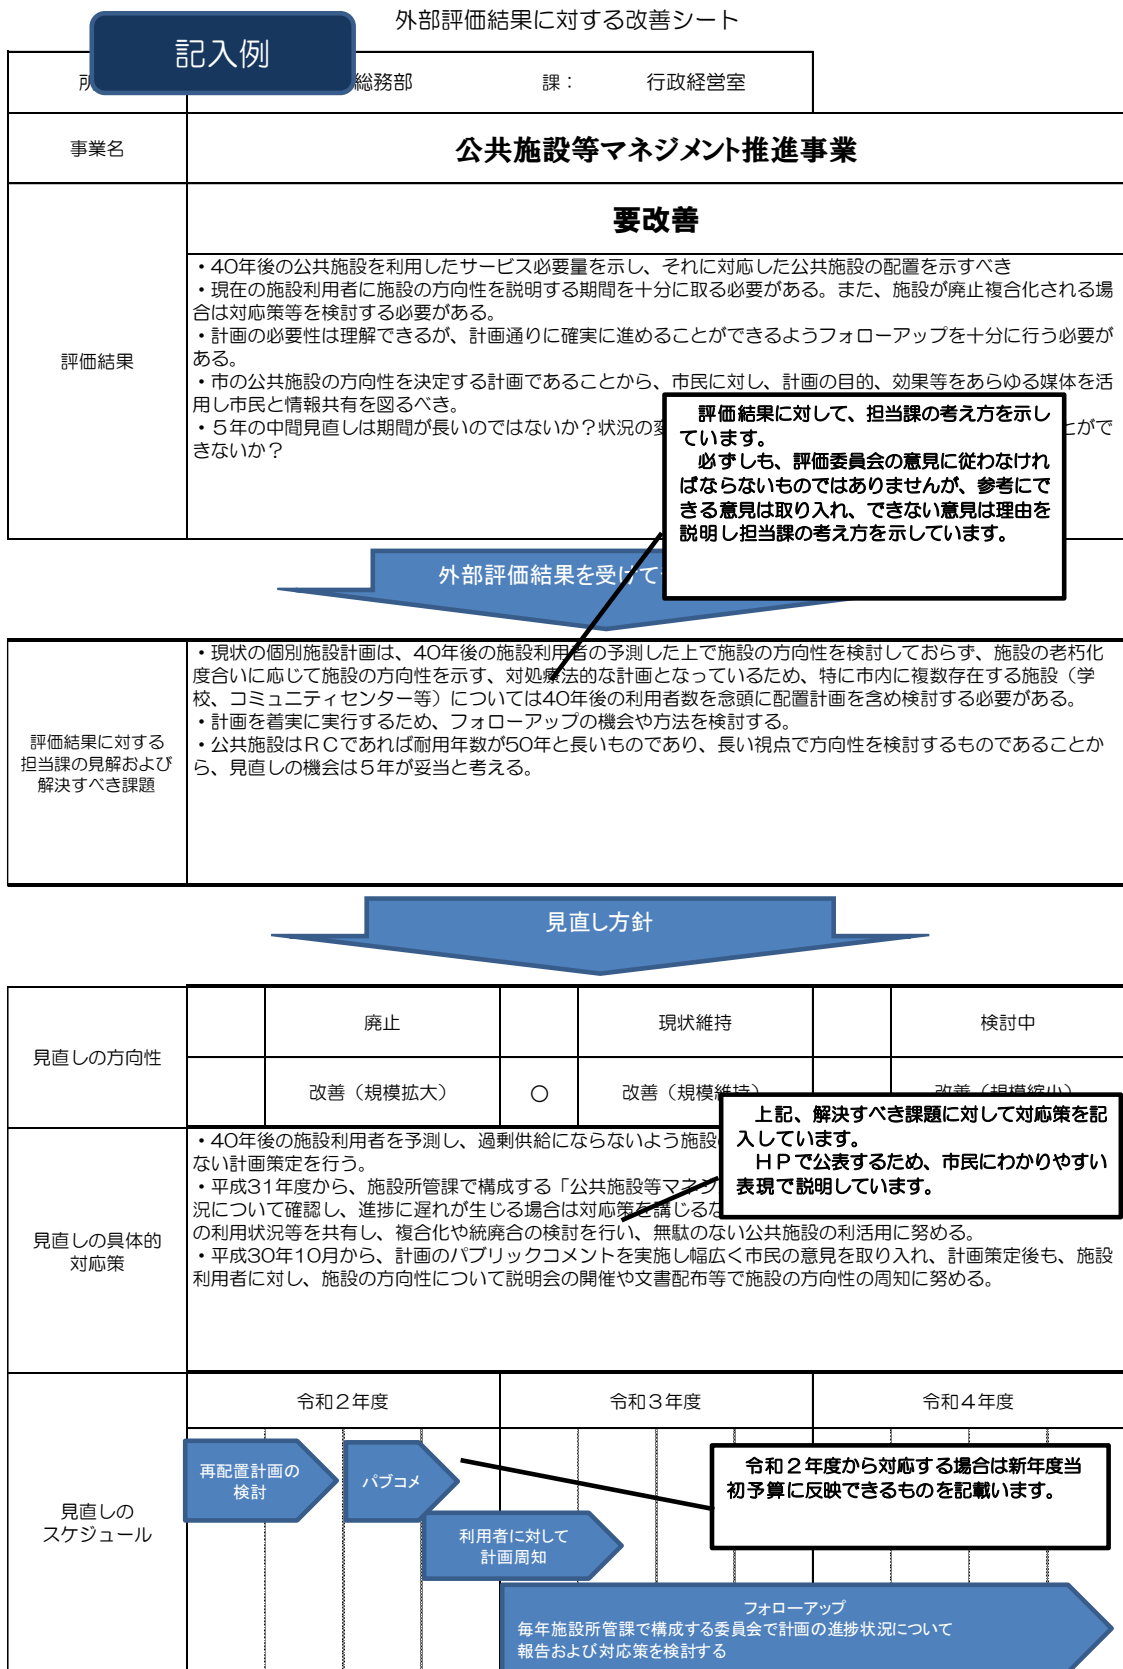 外部評価結果に対する改善シート
記入例
総務部
課：
行政経営室
事業名
公共施設等マネジメント推進事業
要改善
評価結果
・40年後の公共施設を利用したサービス必要量を示し、それに対応した公共施設の配置を示すべき
・現在の施設利用者に施設の方向性を説明する期間を十分に取る必要がある。また、施設が廃止複合化される場
合は対応策等を検討する必要がある。
・計画の必要性は理解できるが、計画通りに確実に進めることができるようフォローアップを十分に行う必要が
ある。
・市の公共施設の方向性を決定する計画であることから、市民に対し、計画の目的、効果等をあらゆる媒体を活
用し市民と情報共有を図るべき。
・５年の中間見直しは期間が長いのではないか？状況の変
とがで
きないか？
評価結果に対して、担当課の考え方を示し
ています。
必ずしも、評価委員会の意見に従わなけれ
ばならないものではありませんが、参考にで
きる意見は取り入れ、できない意見は理由を
説明し担当課の考え方を示しています。
外部評価結果を受けて
評価結果に対する
担当課の見解および
解決すべき課題
・現状の個別施設計画は、40年後の施設利用者の予測した上で施設の方向性を検討しておらず、施設の老朽化
度合いに応じて施設の方向性を示す、対処療法的な計画となっているため、特に市内に複数存在する施設（学
校、コミュニティセンター等）については40年後の利用者数を念頭に配置計画を含め検討する必要がある。
・計画を着実に実行するため、フォローアップの機会や方法を検討する。
・公共施設はＲＣであれば耐用年数が50年と長いものであり、長い視点で方向性を検討するものであることか
ら、見直しの機会は５年が妥当と考える。
見直し方針
見直しの方向性
廃止
現状維持
検討中
改善（規模拡大）
○
改善（規模維持）
改善（規模縮小）
見直しの具体的
対応策
・40年後の施設利用者を予測し、過剰供給にならないよう施設
ない計画策定を行う。
・平成31年度から、施設所管課で構成する「公共施設等マネジ
況について確認し、進捗に遅れが生じる場合は対応策を講じるな
の利用状況等を共有し、複合化や統廃合の検討を行い、無駄のない公共施設の利活用に努める。
・平成30年10月から、計画のパブリックコメントを実施し幅広く市民の意見を取り入れ、計画策定後も、施設
利用者に対し、施設の方向性について説明会の開催や文書配布等で施設の方向性の周知に努める。
上記、解決すべき課題に対して対応策を記
入しています。
ＨＰで公表するため、市民にわかりやすい
表現で説明しています。
見直しの
スケジュール
令和２年度
令和３年度
令和４年度
再配置計画の
検討
パブコメ
利用者に対して
計画周知
令和２年度から対応する場合は新年度当
初予算に反映できるものを記載います。
フォローアップ
毎年施設所管課で構成する委員会で計画の進捗状況について
報告および対応策を検討する